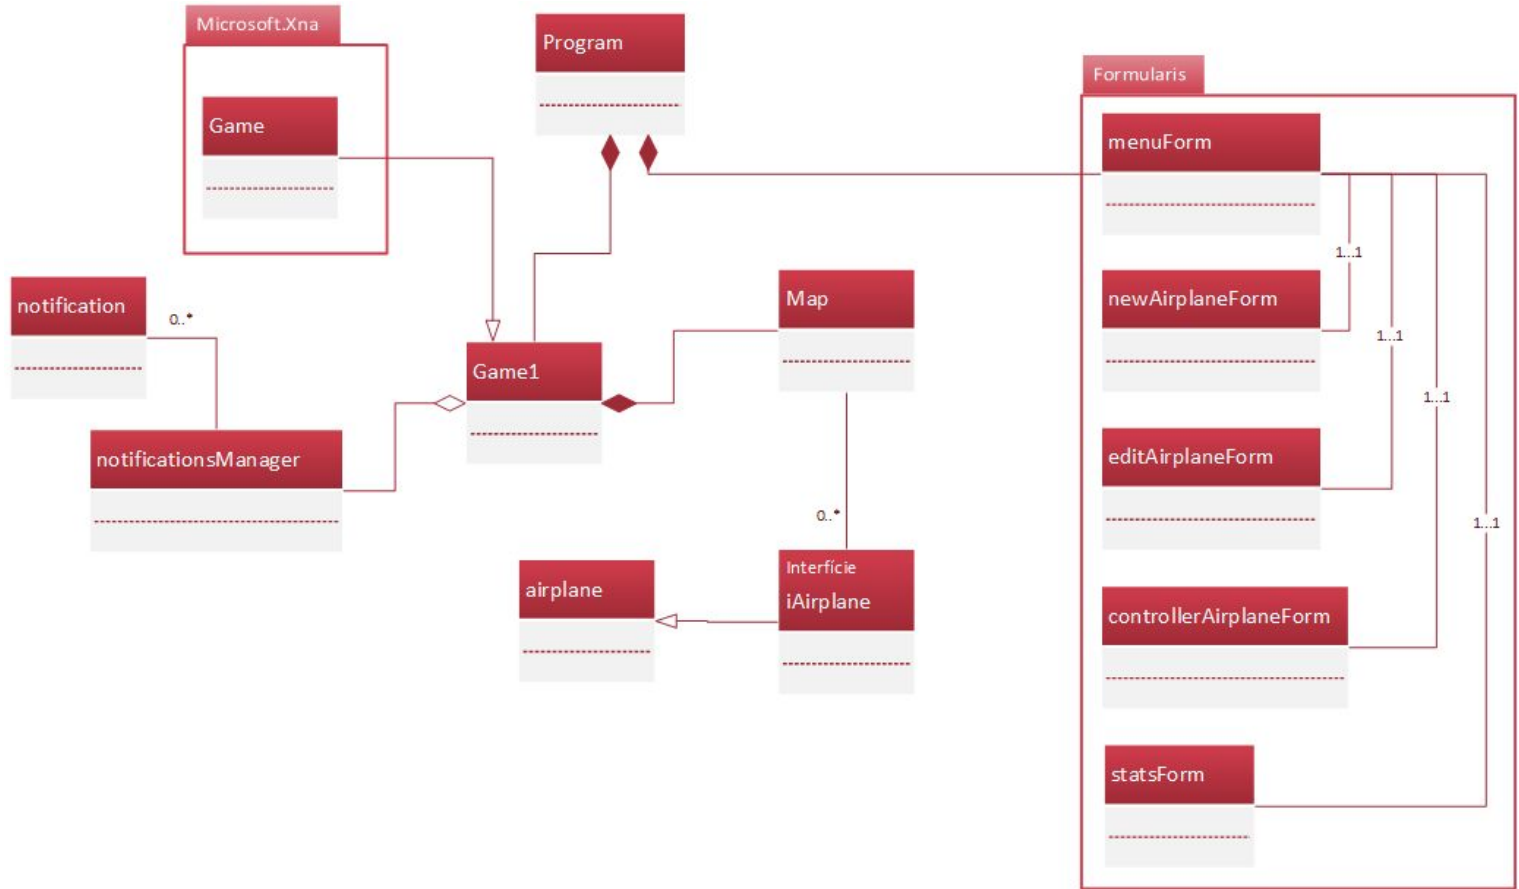 Microsoft.Xna
Game
Program
Formularis
menuForm
1...1
newAirplaneForm
1...1
1...1
editAirplaneForm
1...1
controllerAirplaneForm
statsForm
notification
0..*
notificationsManager
Game1
Map
0..*
airplane
Interfície
iAirplane